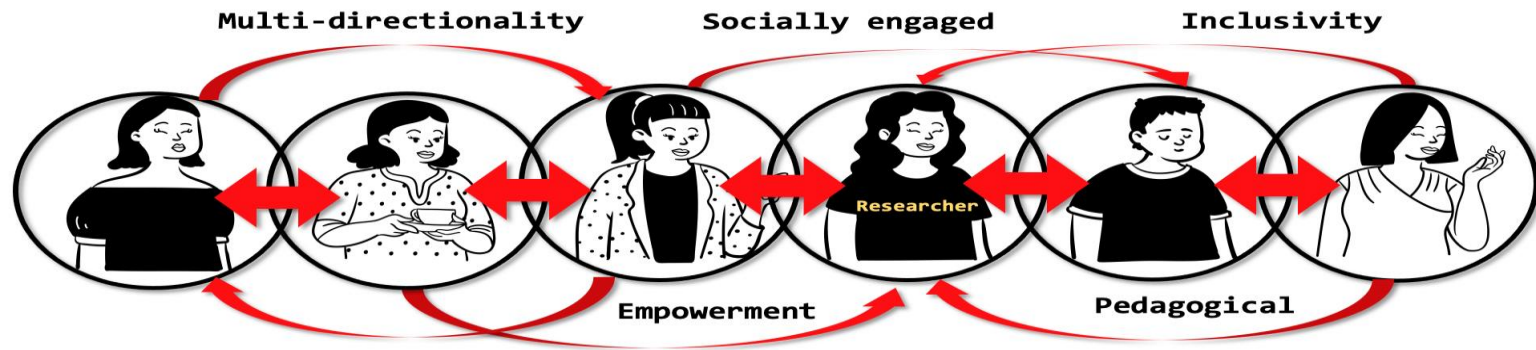 Multi-directionality
Socially engaged
Inclusivity
Researcher
Empowerment
Pedagogical